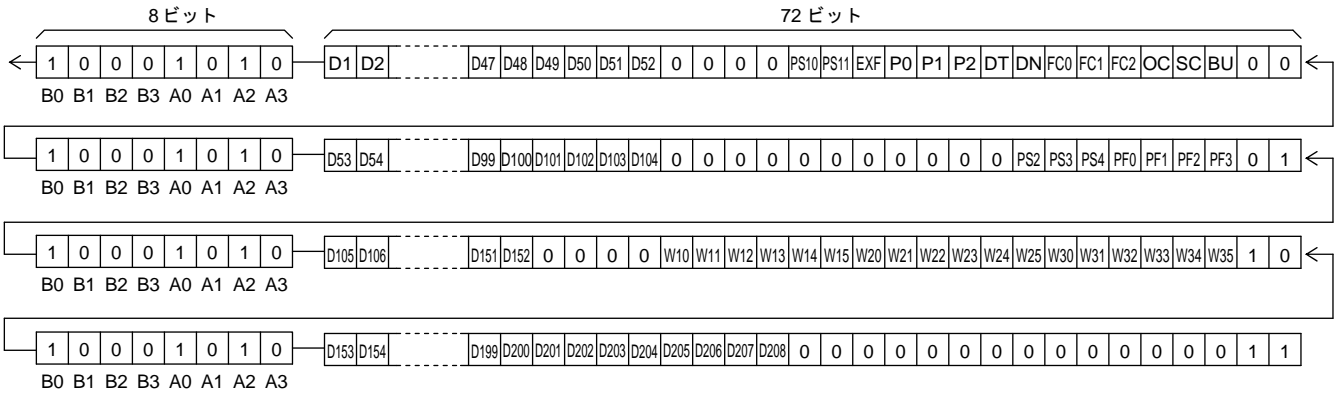 8 ビット 72 ビット
1 0 0 0 1 0 1 0 D1 D2 D47 D48 D49 D50 D51 D52 0 0 0 0 PS10 PS11 EXF P0 P1 P2 DT DN FC0 FC1 FC2 OC SC BU 0 0
B0 B1 B2 B3 A0 A1 A2 A3
1 0 0 0 1 0 1 0 D53 D54 D99 D100 D101 D102 D103 D104 0 0 0 0 0 0 0 0 0 0 0 PS2 PS3 PS4 PF0 PF1 PF2 PF3 0 1
B0 B1 B2 B3 A0 A1 A2 A3
1 0 0 0 1 0 1 0 D105 D106 D151 D152 0 0 0 0 W10 W11 W12 W13 W14 W15 W20 W21 W22 W23 W24 W25 W30 W31 W32 W33 W34 W35 1 0
B0 B1 B2 B3 A0 A1 A2 A3
1 0 0 0 1 0 1 0 D153 D154 D199 D200 D201 D202 D203 D204 D205 D206 D207 D208 0 0 0 0 0 0 0 0 0 0 0 0 0 0 1 1
B0 B1 B2 B3 A0 A1 A2 A3